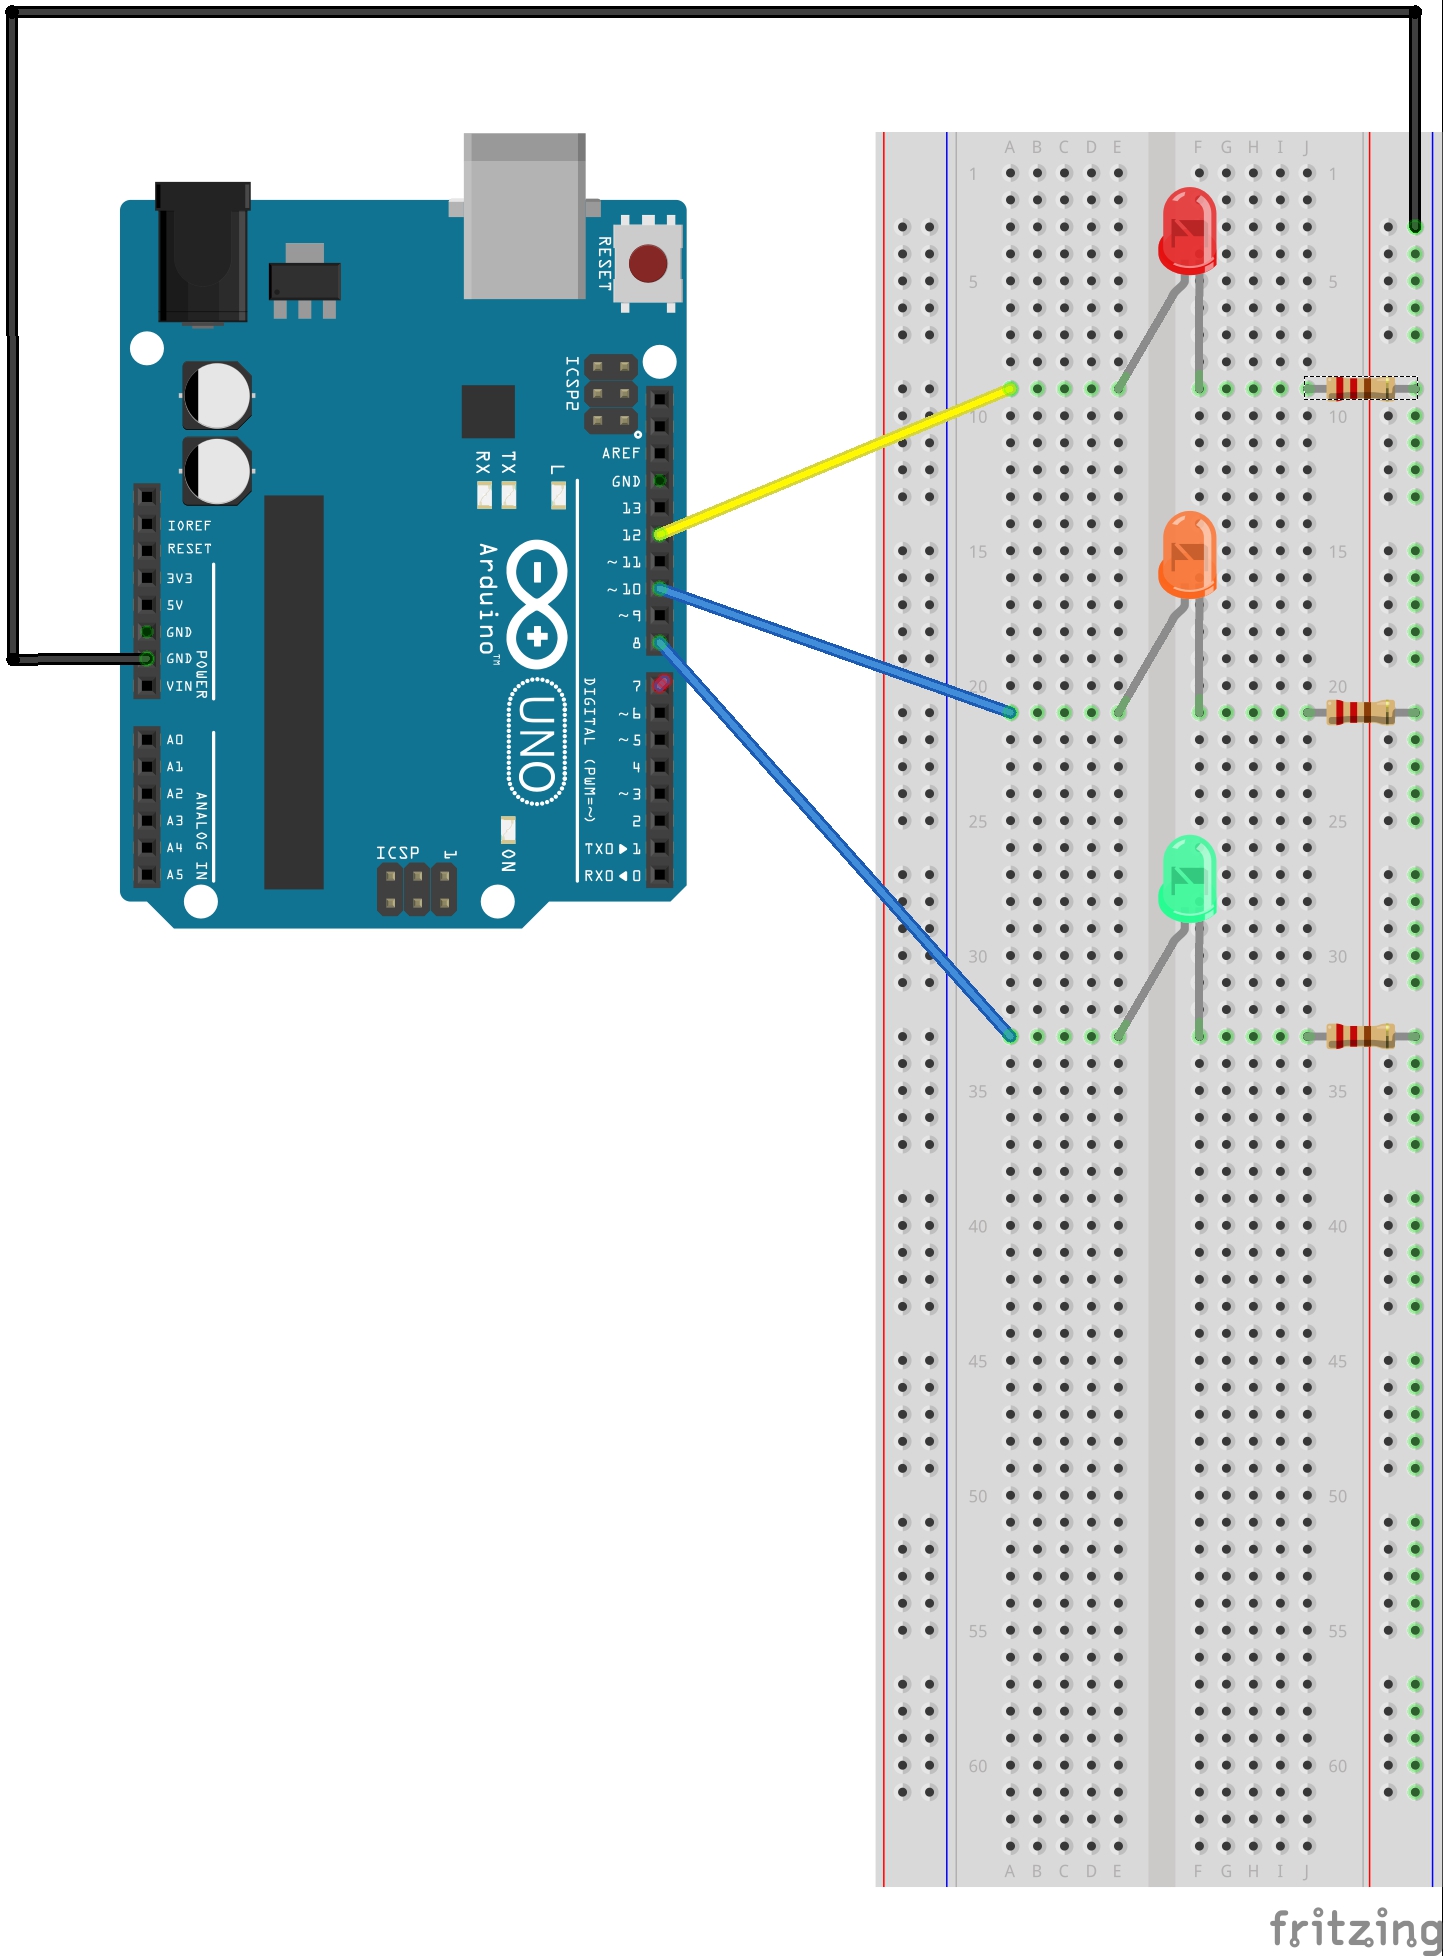 A B C D E F G H I J
1 1
5 5
10 10
15 15
20 20
25 25
30 30
35 35
40 40
45 45
50 50
55 55
60 60
A B C D E F G H I J
RESET
ICSP2
AREF
GND
13
12
~11
~10
~9
8
7
~6
~5
4
~3
2
TX0▶1
RX0◀0
DIGITAL (PWM=~)
RX
TX
L
IOREF
RESET
3V3
5V
GND
GND
VIN
POWER
A0
A1
A2
A3
A4
A5
ANALOG IN
Arduino™
UNO
ON
ICSP
1
fritzing